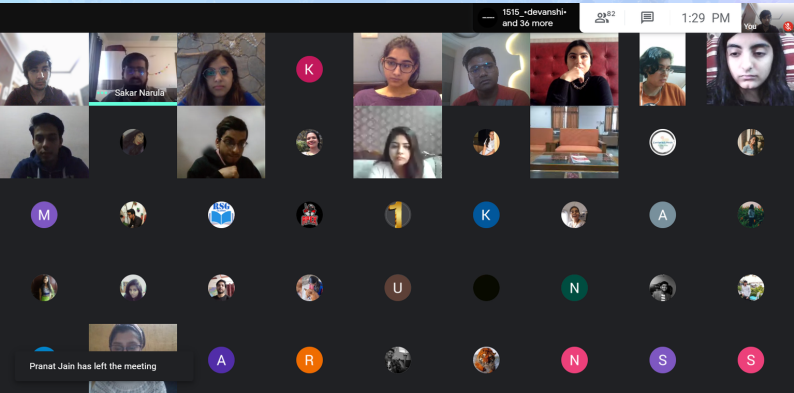 1515_•devanshi•
and 36 more
82
1:29 PM
You
Sakar Narula
K
RSG
M
K
A
U
N
A
R
N
S
S
Pranat Jain has left the meeting